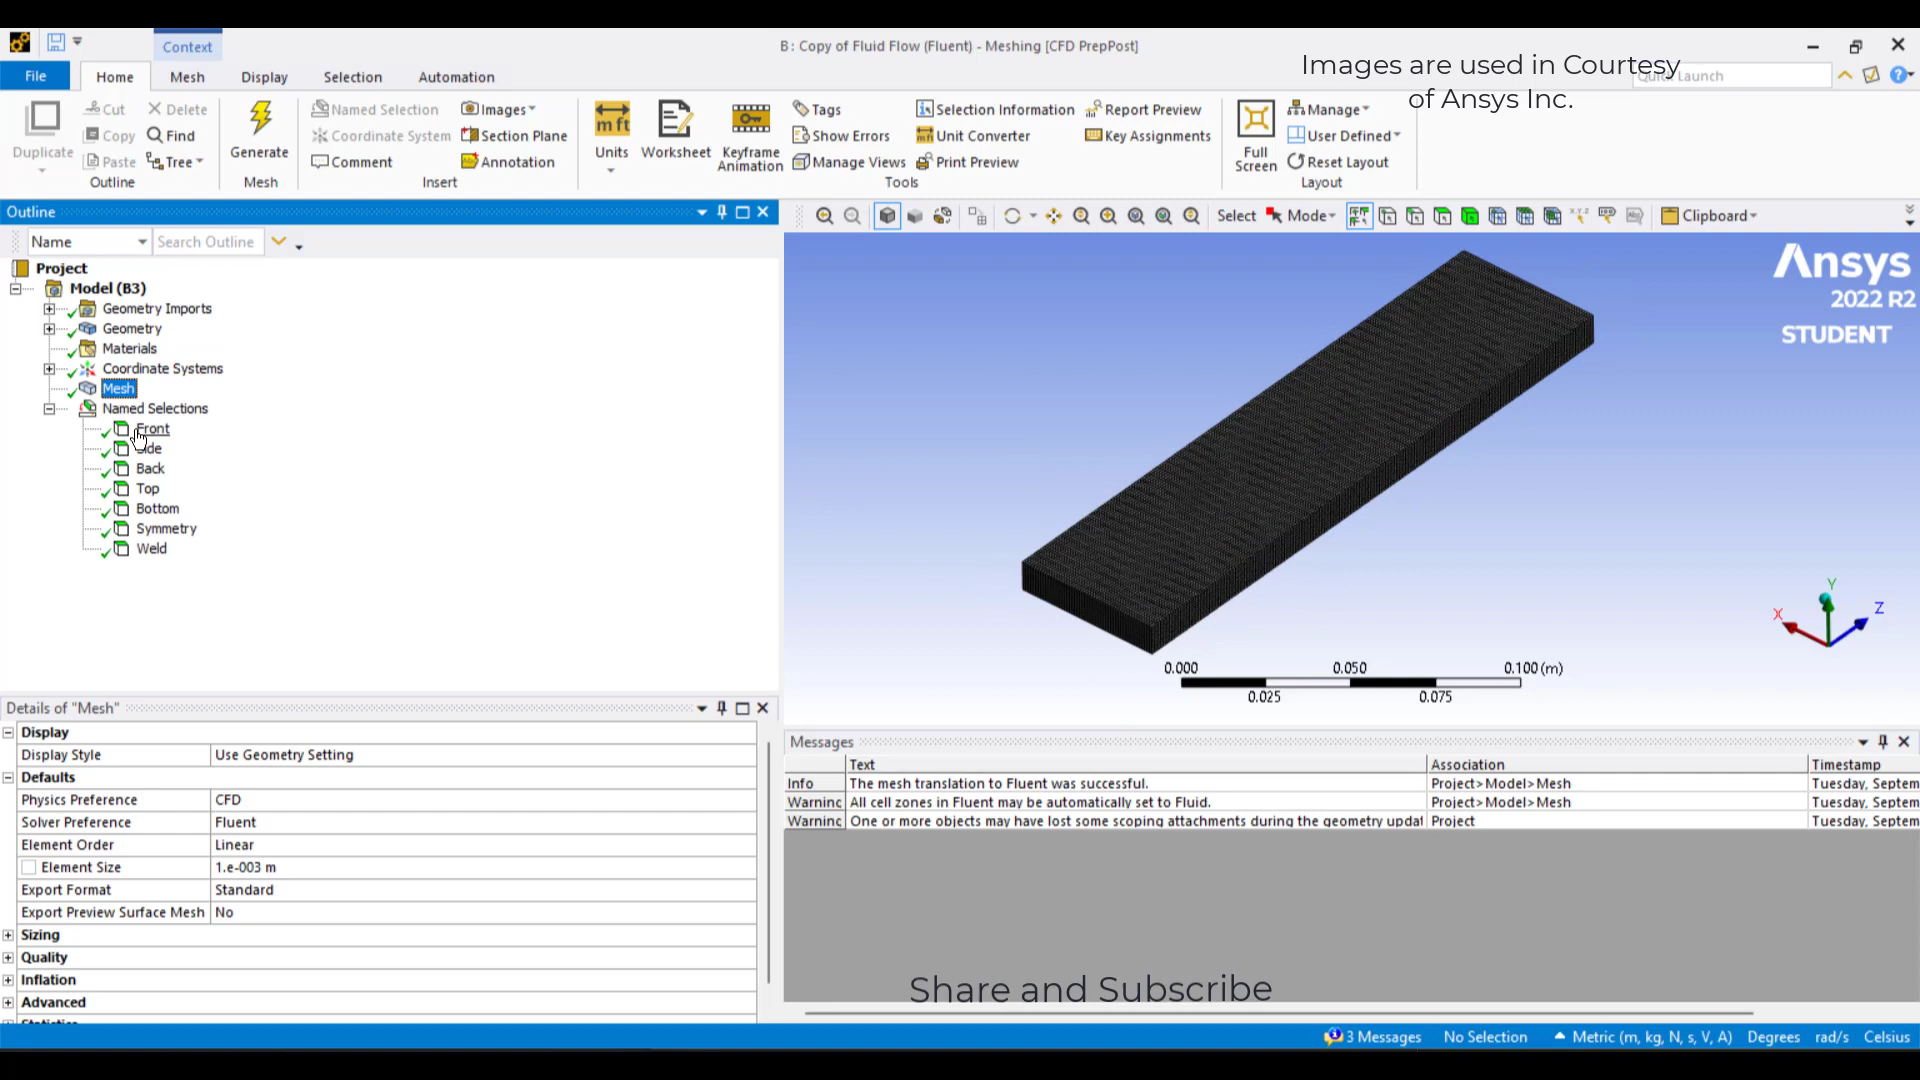 Context
B : Copy of Fluid Flow (Fluent) - Meshing [CFD PrepPost]
Images are used in Courtesy
of Ansys Inc.
File
Home
Mesh
Display
Selection
Automation
Quick Launch
Duplicate
Cut
Delete
Copy
Find
Paste
Tree
Outline
Generate
Mesh
Named Selection
Images
Coordinate System
Section Plane
Comment
Annotation
Insert
Units
Worksheet
Keyframe
Animation
Tags
Selection Information
Report Preview
Show Errors
Unit Converter
Key Assignments
Manage Views
Print Preview
Tools
Full
Screen
Manage
User Defined
Reset Layout
Layout
Outline
Name
Search Outline
Select
Mode
Clipboard
Project
Model (B3)
Geometry Imports
Geometry
Materials
Coordinate Systems
Mesh
Named Selections
Front
Side
Back
Top
Bottom
Symmetry
Weld
Ansys
2022 R2
STUDENT
Y
X
Z
0.000
0.050
0.100 (m)
0.025
0.075
Details of "Mesh"
Display
Display Style Use Geometry Setting
Defaults
Physics Preference CFD
Solver Preference Fluent
Element Order Linear
Element Size 1.e-003 m
Export Format Standard
Export Preview Surface Mesh No
Sizing
Quality
Inflation
Advanced
Messages
Text Association Timestamp
Info The mesh translation to Fluent was successful. Project>Model>Mesh Tuesday, Septem
Warninc All cell zones in Fluent may be automatically set to Fluid. Project>Model>Mesh Tuesday, Septem
Warninc One or more objects may have lost some scoping attachments during the geometry updat Project Tuesday, Septem
Share and Subscribe
3 Messages
No Selection
Metric (m, kg, N, s, V, A)
Degrees
rad/s
Celsius